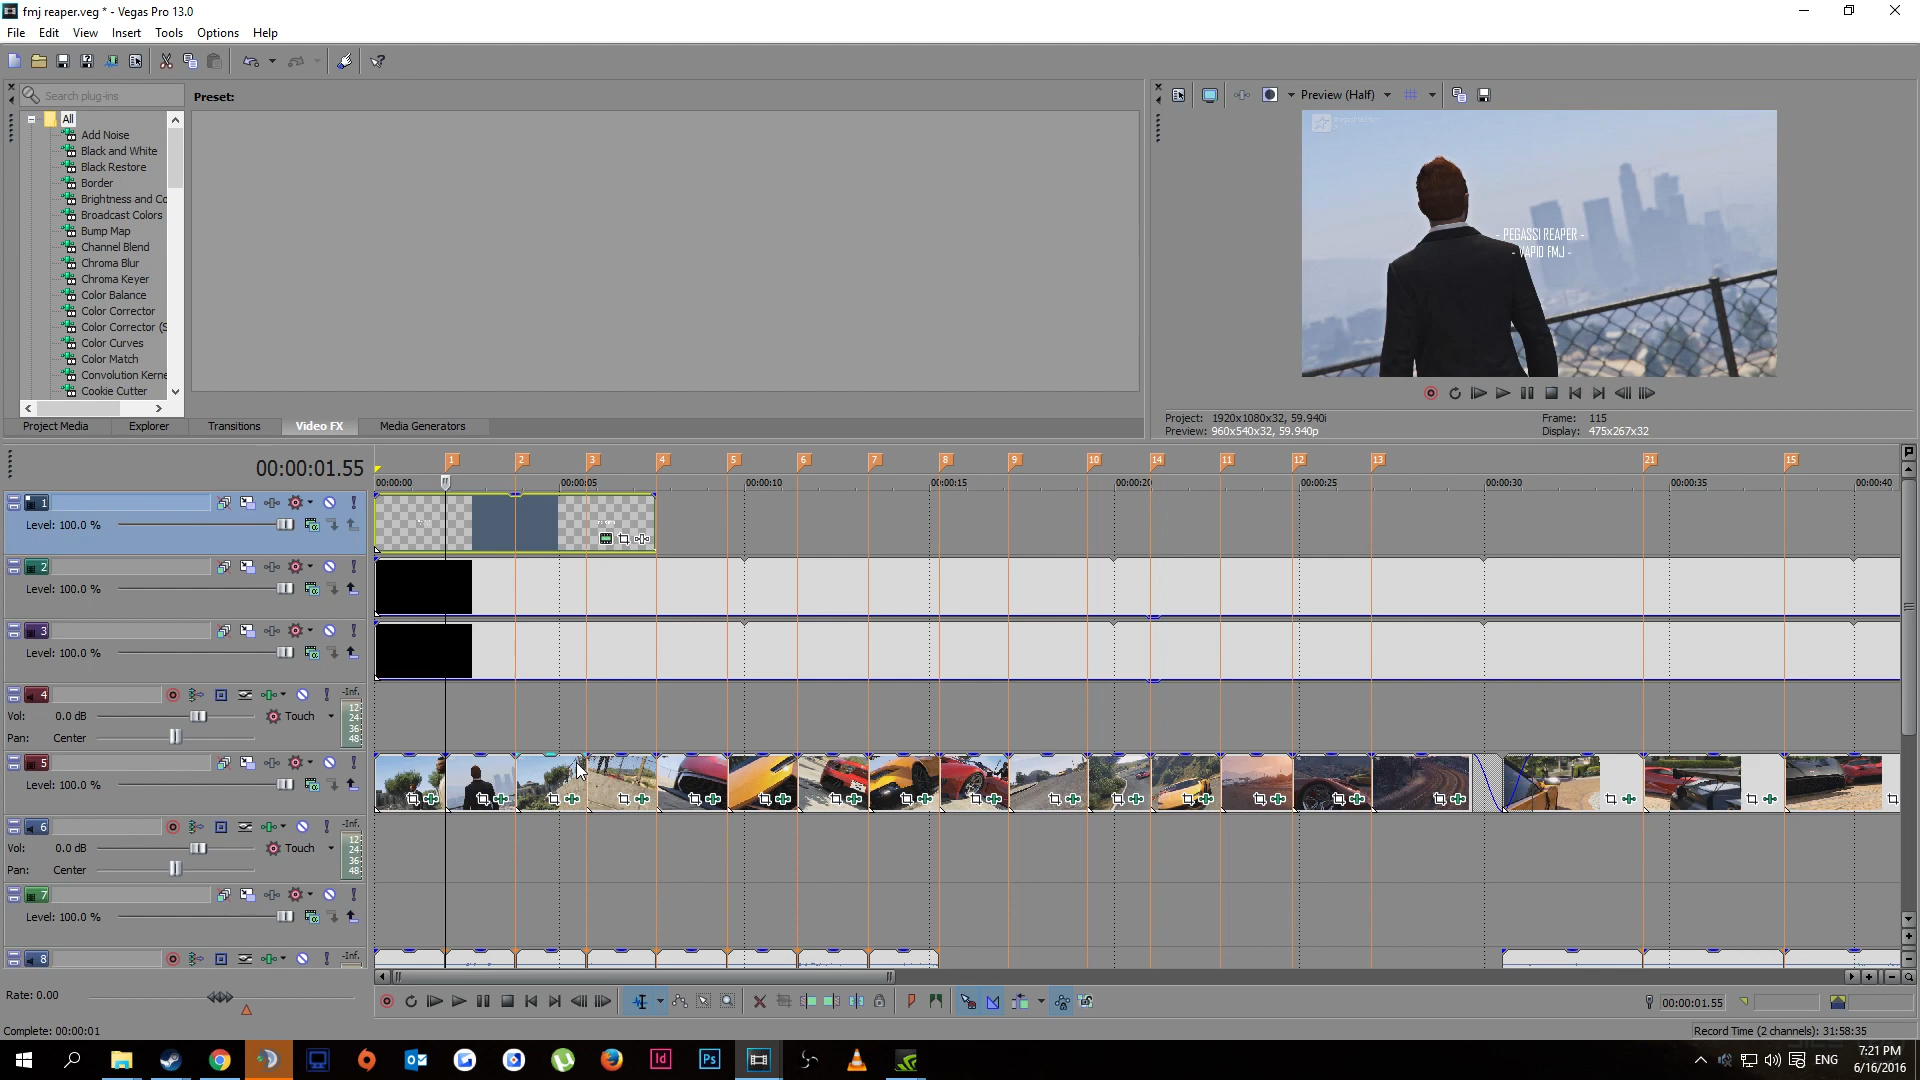 fmj reaper.veg * - Vegas Pro 13.0
File Edit View Insert Tools Options Help
Search plug-ins
Preset:
All
Add Noise
Black and White
Black Restore
Border
Brightness and Co
Broadcast Colors
Bump Map
Channel Blend
Chroma Blur
Chroma Keyer
Color Balance
Color Corrector
Color Corrector (S
Color Curves
Color Match
Convolution Kerne
Cookie Cutter
Project Media Explorer Transitions Video FX Media Generators
Preview (Half)
- PEGASSI REAPER -
- VAPID FMJ -
Project: 1920x1080x32, 59.940i
Preview: 960x540x32, 59.940p
Frame: 115
Display: 475x267x32
00:00:01.55
1 2 3 4 5 6 7 8 9 10 14 11 12 13 21 15
00:00:00 00:00:05 00:00:10 00:00:15 00:00:20 00:00:25 00:00:30 00:00:35 00:00:40
1
Level: 100.0 %
2
Level: 100.0 %
3
Level: 100.0 %
4 -Inf.
Vol: 0.0 dB Touch
Pan: Center
12
24
36
48
5
Level: 100.0 %
6 -Inf.
Vol: 0.0 dB Touch
Pan: Center
12
24
36
48
7
Level: 100.0 %
8 -Inf.
Rate: 0.00
00:00:01.55
Complete: 00:00:01
Record Time (2 channels): 31:58:35
Id Ps
ENG
7:21 PM
6/16/2016